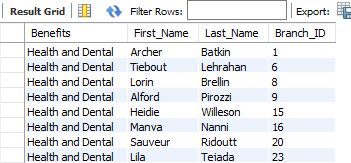 Result Grid Filter Rows: Export:
Benefits First_Name Last_Name Branch_ID
Health and Dental Archer Batkin 1
Health and Dental Tiebout Lehrahan 6
Health and Dental Lorin Brellin 8
Health and Dental Alford Pirozzi 9
Health and Dental Heidie Willeson 15
Health and Dental Manva Nanni 16
Health and Dental Sauveur Ridoutt 20
Health and Dental Lila Tejada 23